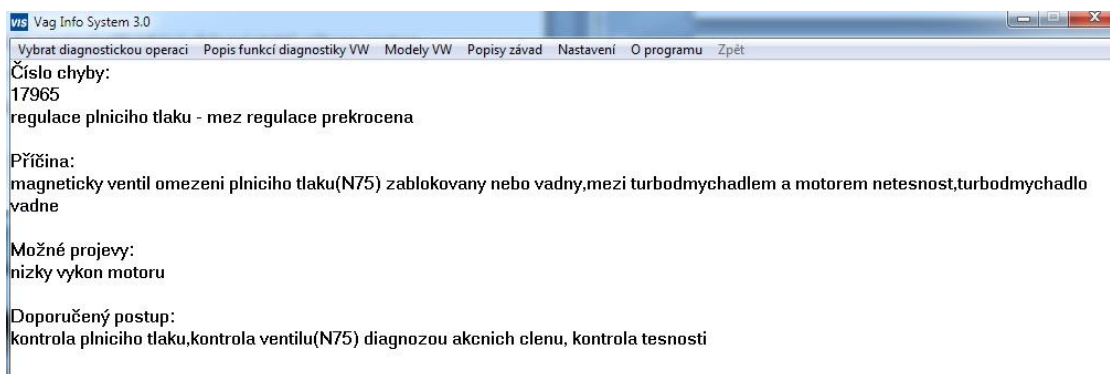 VIS Vag Info System 3.0
Vybrat diagnostickou operaci Popis funkcí diagnostiky VW Modely VW Popisy závad Nastavení O programu Zpět
Číslo chyby:
17965
regulace plniciho tlaku - mez regulace prekrocena
Příčina:
magneticky ventil omezeni plniciho tlaku(N75) zablokovany nebo vadny,mezi turbodmychadlem a motorem netesnost,turbodmychadlo
vadne
Možné projevy:
nizky vykon motoru
Doporučený postup:
kontrola plniciho tlaku,kontrola ventilu(N75) diagnozou akcnich clenu, kontrola tesnosti